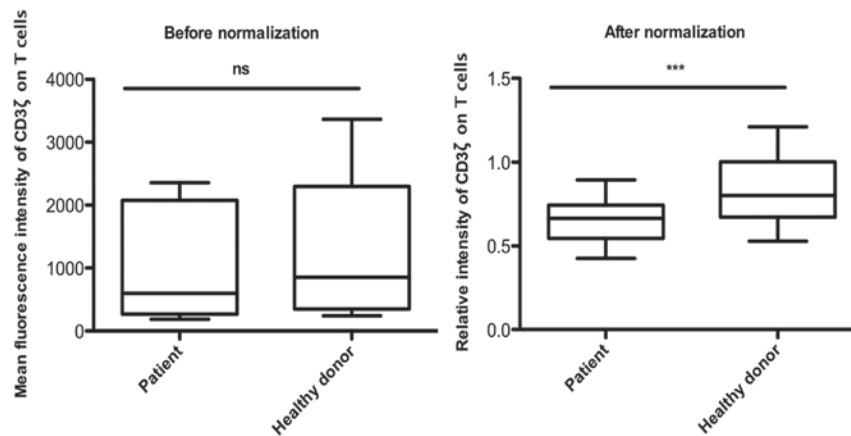 Before normalization
Mean fluorescence intensity of CD3ζ on T cells
4000
3000
2000
1000
0
ns
Patient
Healthy donor
After normalization
Relative intensity of CD3ζ on T cells
1.5
1.0
0.5
0.0
***
Patient
Healthy donor